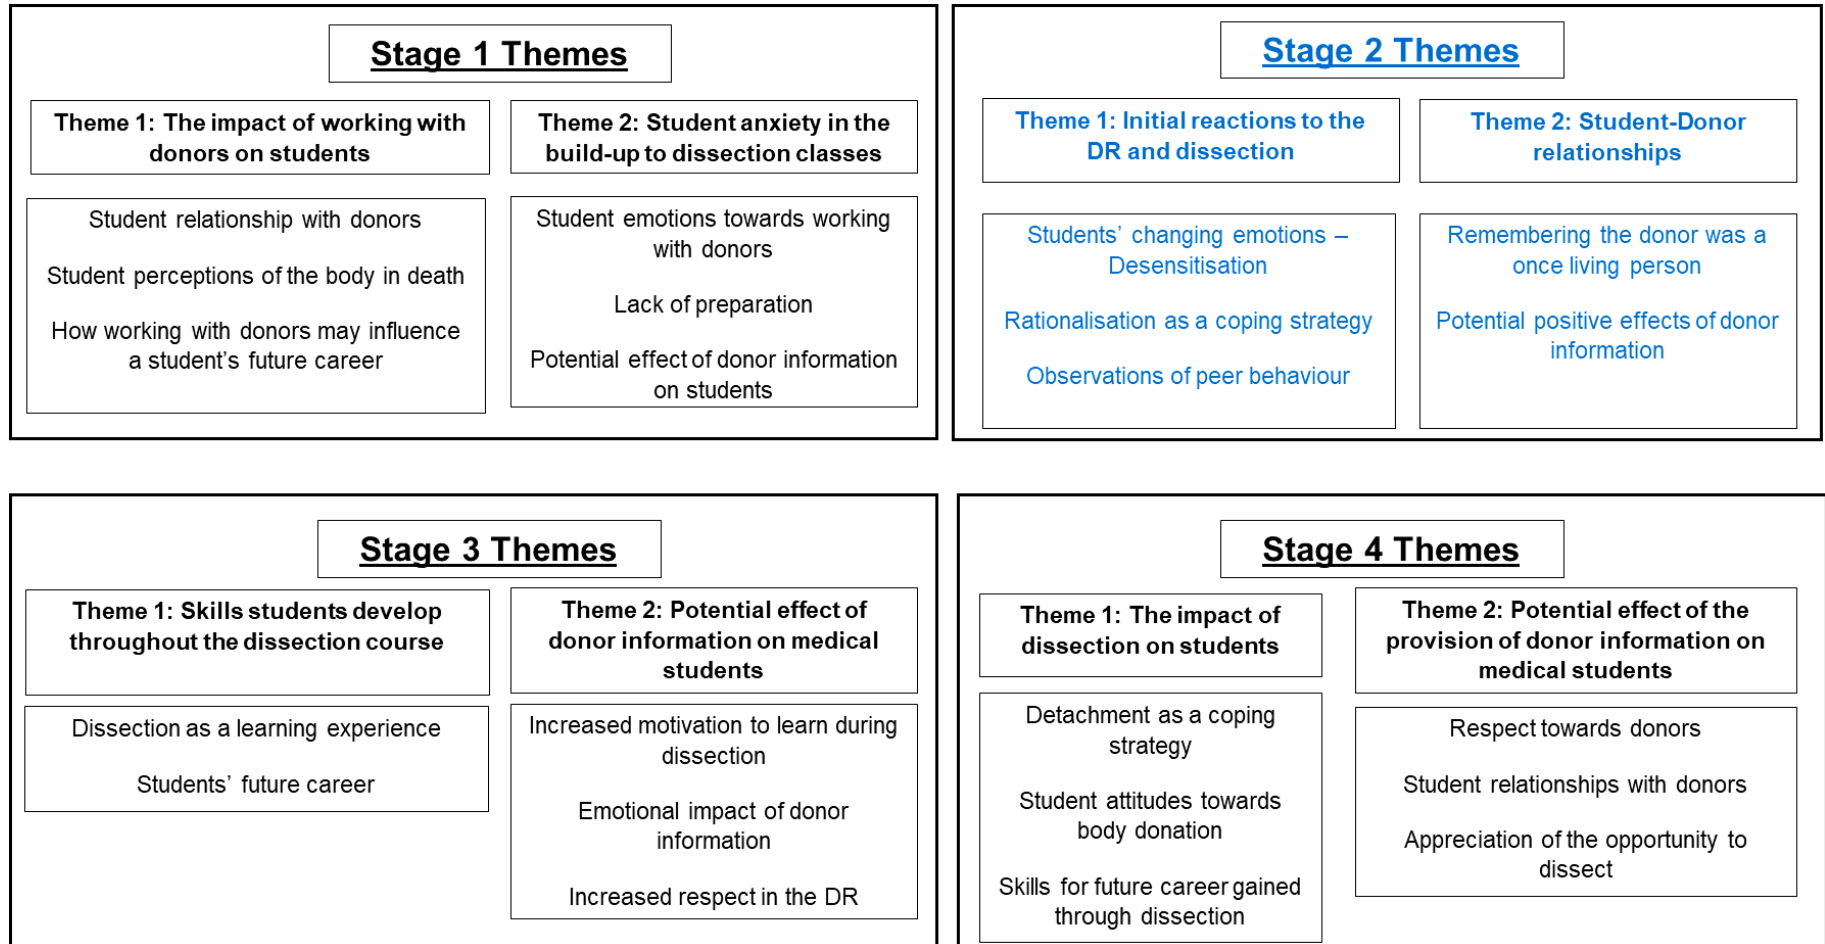 Stage 1 Themes
Theme 1: The impact of working with
donors on students
Student relationship with donors
Student perceptions of the body in death
How working with donors may influence
a student’s future career
Theme 2: Student anxiety in the
build-up to dissection classes
Student emotions towards working
with donors
Lack of preparation
Potential effect of donor information
on students
Stage 2 Themes
Theme 1: Initial reactions to the
DR and dissection
Students’ changing emotions –
Desensitisation
Rationalisation as a coping strategy
Observations of peer behaviour
Theme 2: Student-Donor
relationships
Remembering the donor was a
once living person
Potential positive effects of donor
information
Stage 3 Themes
Theme 1: Skills students develop
throughout the dissection course
Dissection as a learning experience
Students’ future career
Theme 2: Potential effect of
donor information on medical
students
Increased motivation to learn during
dissection
Emotional impact of donor
information
Increased respect in the DR
Stage 4 Themes
Theme 1: The impact of
dissection on students
Detachment as a coping
strategy
Student attitudes towards
body donation
Skills for future career gained
through dissection
Theme 2: Potential effect of the
provision of donor information on
medical students
Respect towards donors
Student relationships with donors
Appreciation of the opportunity to
dissect